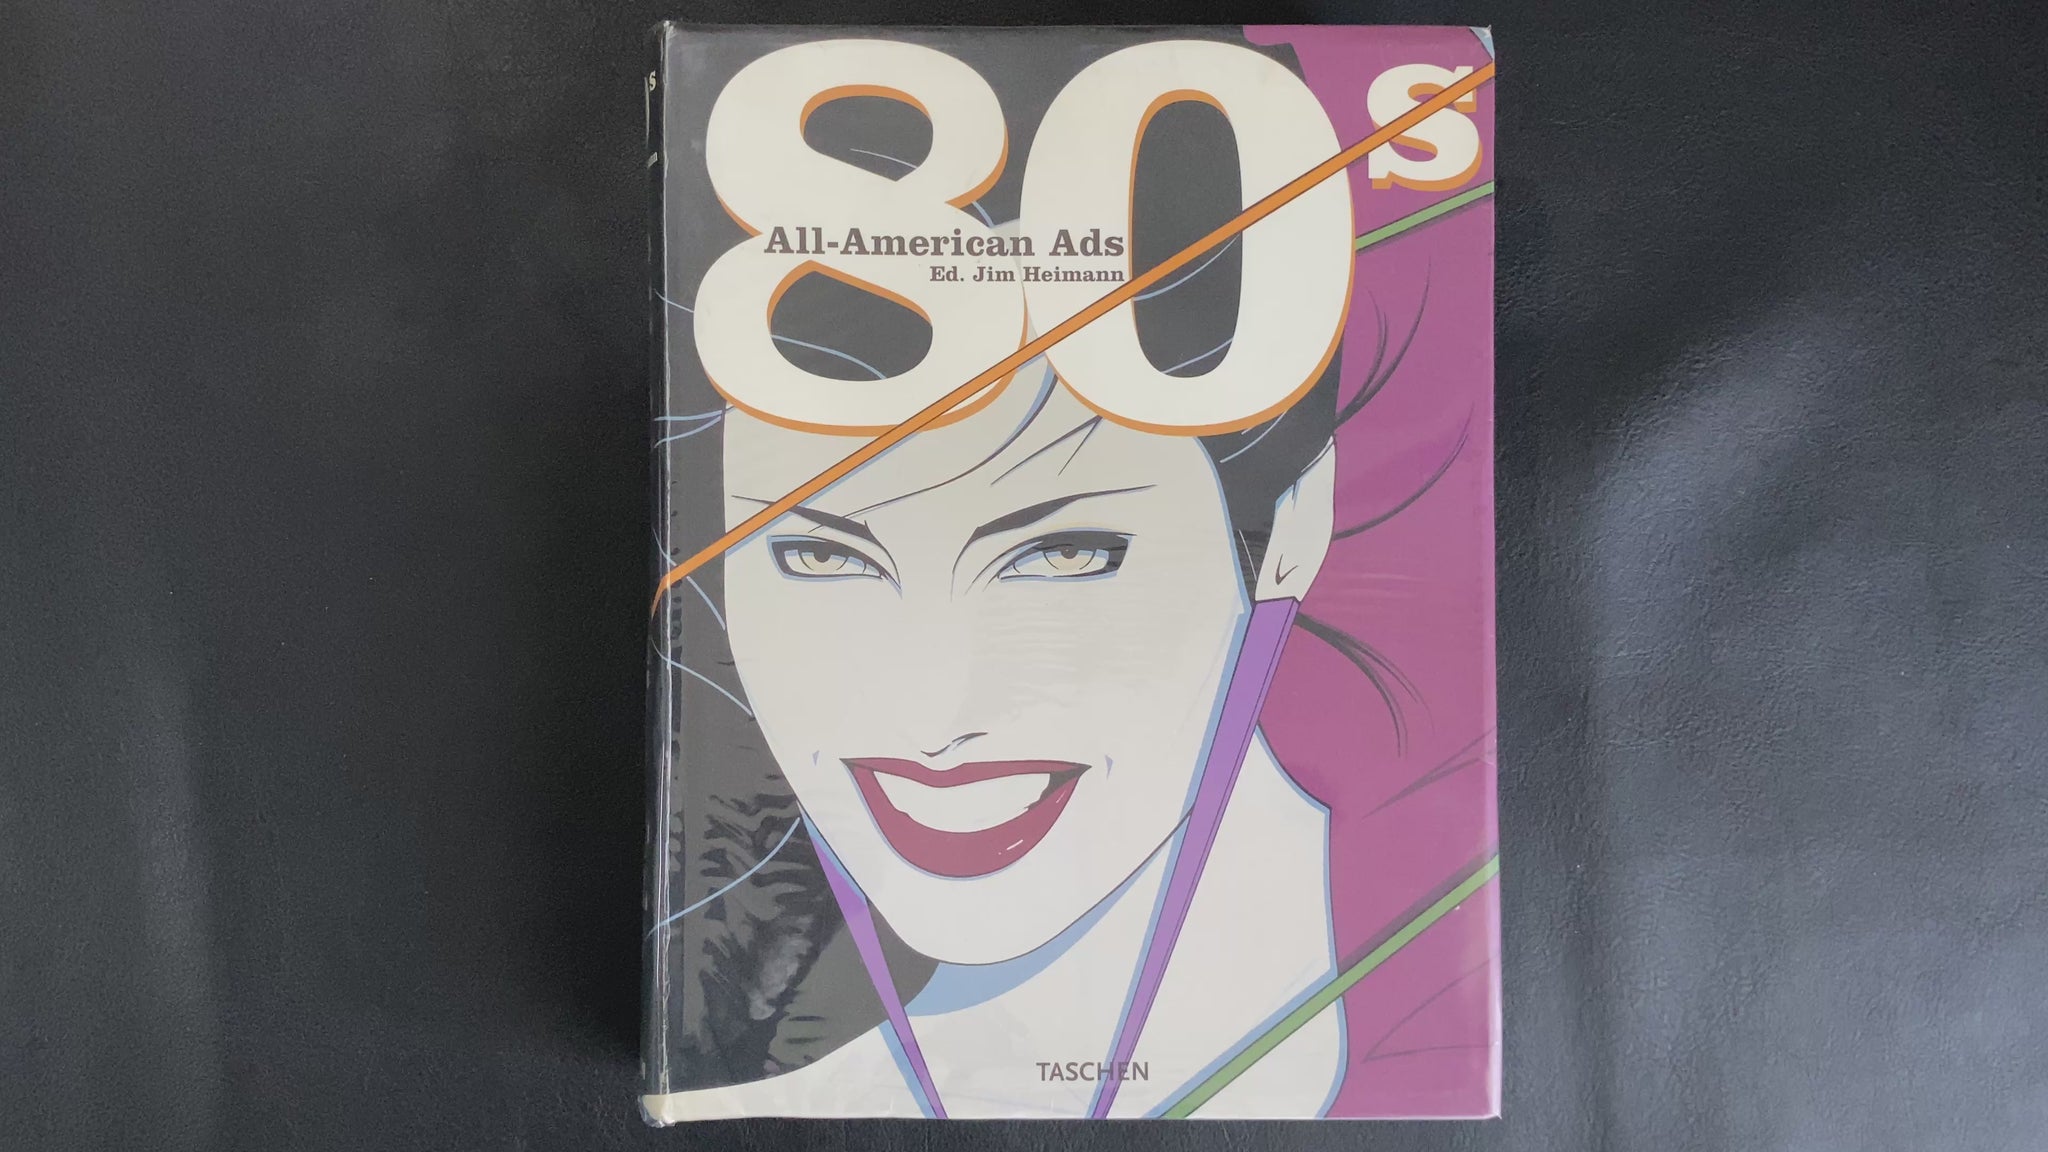 80s
All-American Ads
Ed. Jim Heimann
TASCHEN